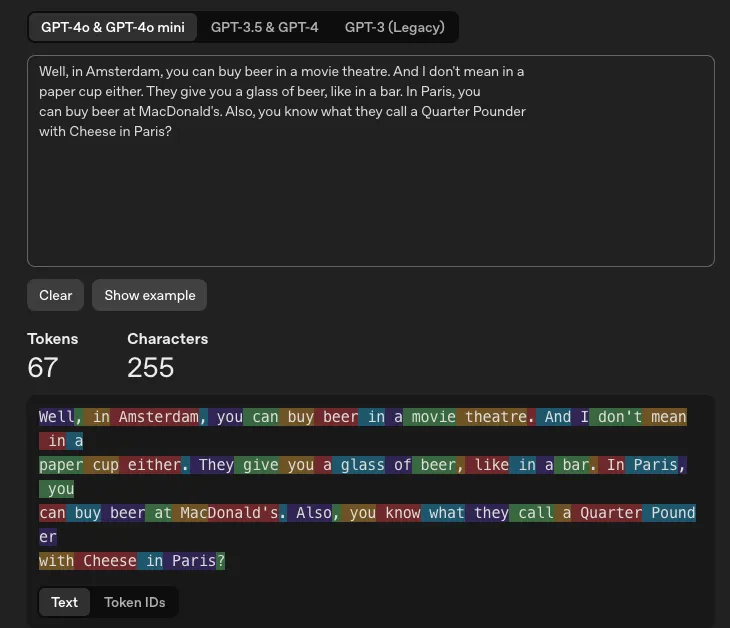 GPT-4o & GPT-4o mini GPT-3.5 & GPT-4 GPT-3 (Legacy)
Well, in Amsterdam, you can buy beer in a movie theatre. And I don't mean in a
paper cup either. They give you a glass of beer, like in a bar. In Paris, you
can buy beer at MacDonald's. Also, you know what they call a Quarter Pounder
with Cheese in Paris?
Clear Show example
Tokens Characters
67 255
Well, in Amsterdam, you can buy beer in a movie theatre. And I don't mean
in a
paper cup either. They give you a glass of beer, like in a bar. In Paris,
you
can buy beer at MacDonald's. Also, you know what they call a Quarter Pound
er
with Cheese in Paris?
Text Token IDs